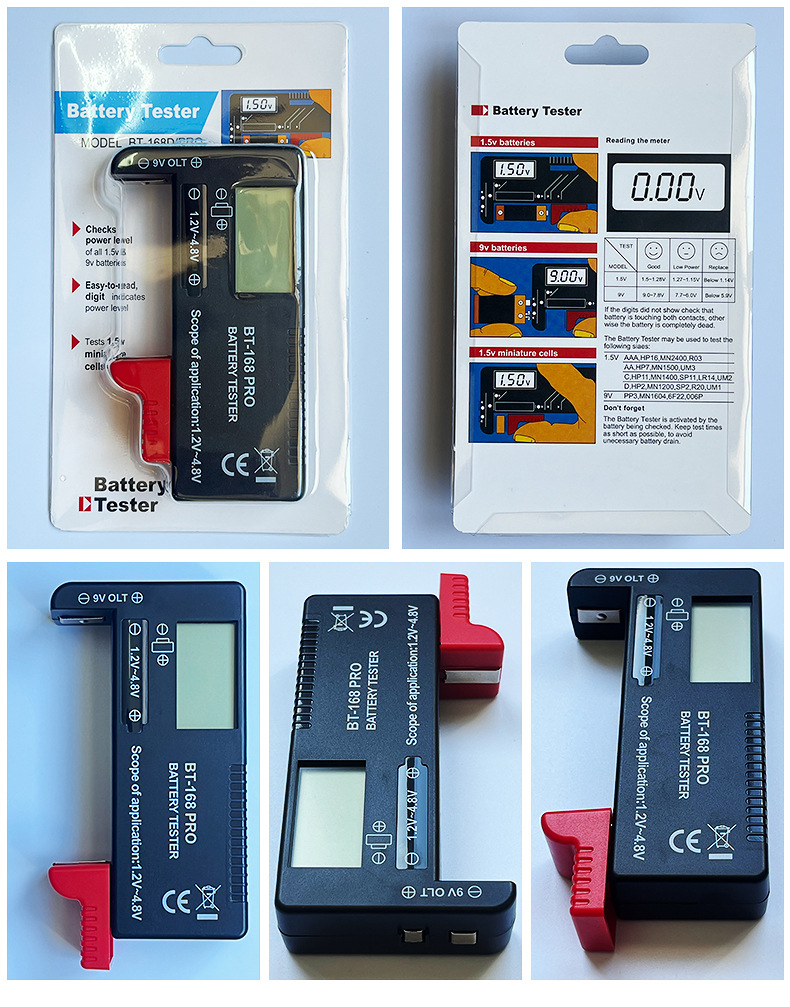 Battery Tester
1.50v
MODEL BT-168D/PRO
⊖ 9V OLT ⊕
⊖ 1.2V~4.8V ⊕
⊖
⊕
Checks
power level
of all 1.5v &
9v batteries
Easy-to-read,
digit indicates
power level
Tests 1.5v
miniature
cells
Scope of application:1.2V~4.8V
BT-168 PRO
BATTERY TESTER
CE
Battery
Tester
Battery Tester
1.5v batteries
1.50v
9v batteries
9.00v
1.5v miniature cells
1.50v
Reading the meter
0.00v
TEST
MODEL
Good
Low Power
Replace
1.5V 1.5~1.28V 1.27~1.15V Below 1.14V
9V 9.0~7.8V 7.7~6.0V Below 5.9V
If the digits did not show check that
battery is touching both contacts, other
wise the battery is completely dead.
The Battery Tester may be used to test the
following siaes:
1.5V AAA,HP16,MN2400,R03
AA,HP7,MN1500,UM3
C,HP11,MN1400,SP11,LR14,UM2
D,HP2,MN1200,SP2,R20,UM1
9V PP3,MN1604,6F22,006P
Don't forget
The Battery Tester is activated by the
battery being checked. Keep test times
as short as possible, to avoid
unecessary battery drain.
⊖ 9V OLT ⊕
⊖ 1.2V~4.8V ⊕
⊖
⊕
Scope of application:1.2V~4.8V
BT-168 PRO
BATTERY TESTER
CE
CE
BT-168 PRO
BATTERY TESTER
Scope of application:1.2V~4.8V
⊖ 1.2V~4.8V ⊕
⊕
⊖
⊖ 9V OLT ⊕
⊖ 9V OLT ⊕
⊖ 1.2V~4.8V ⊕
⊖
⊕
Scope of application:1.2V~4.8V
BT-168 PRO
BATTERY TESTER
CE